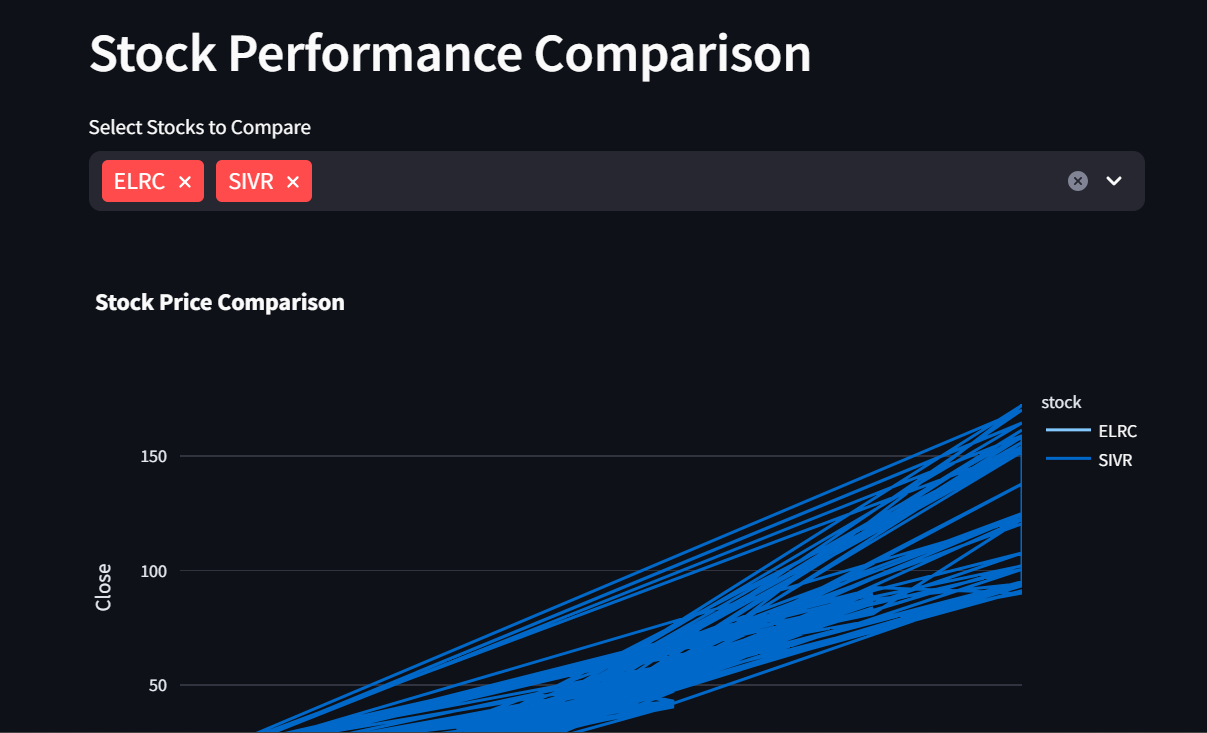 Stock Performance Comparison
Select Stocks to Compare
ELRC × SIVR ×
Stock Price Comparison
stock
ELRC
SIVR
150
100
50
Close